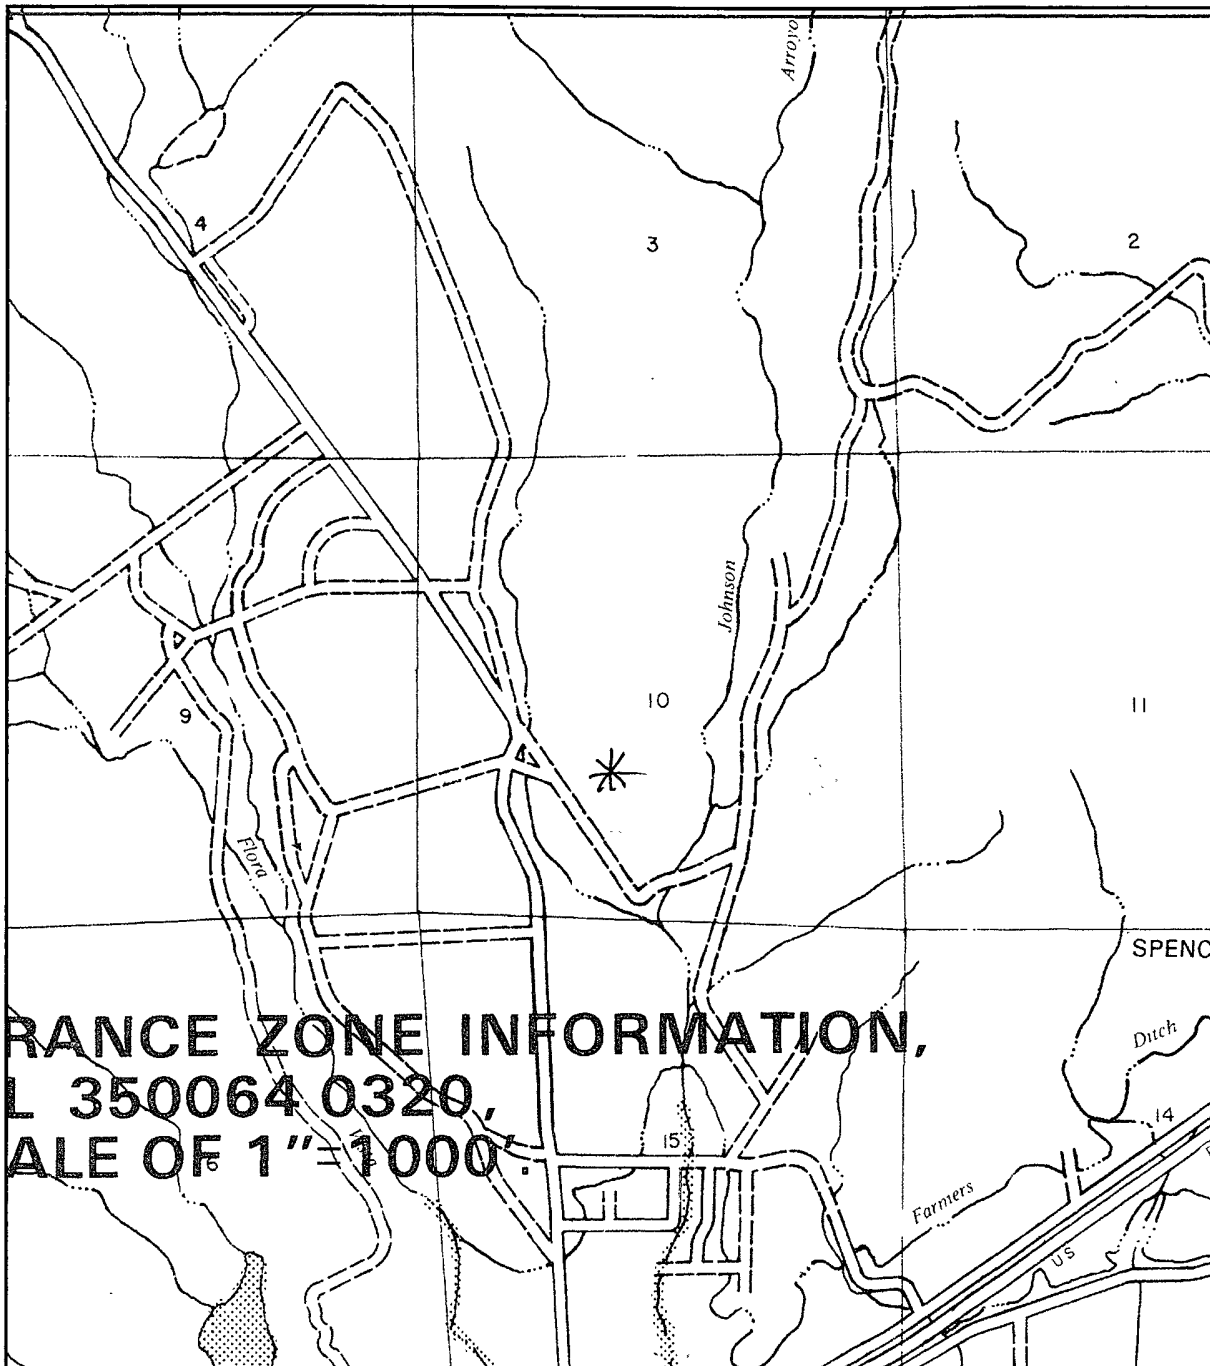 Arroyo
4
3
2
Johnson
10
11
9
Flora
SPENC
RANCE ZONE INFORMATION,
Ditch
L 350064 0320,
14
ALE OF 1"=1000'.
15
Farmers
US